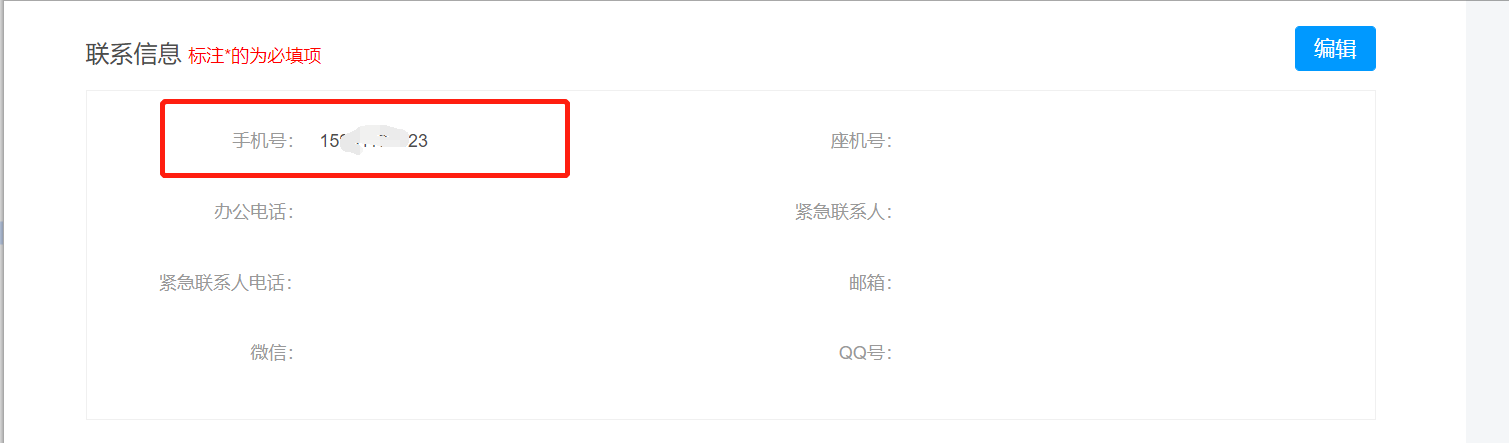 联系信息 标注*的为必填项
编辑
手机号: 座机号:
办公电话: 紧急联系人:
紧急联系人电话: 邮箱:
微信: QQ号: